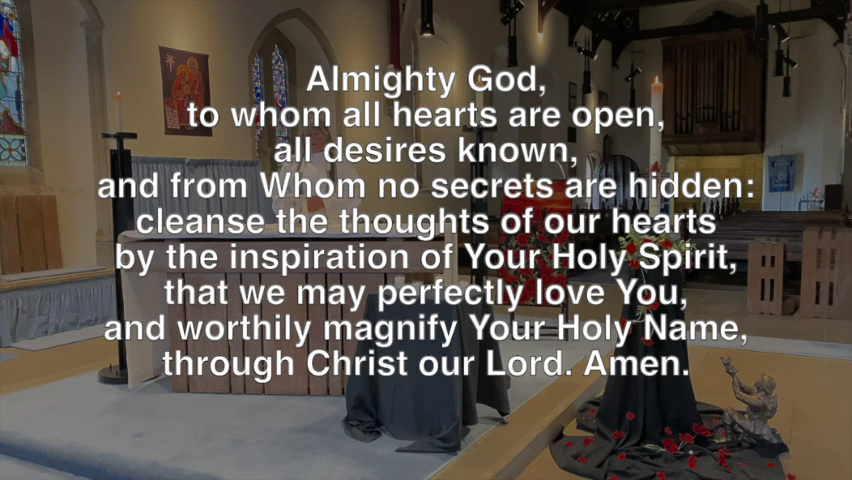 Almighty God,
to whom all hearts are open,
all desires known,
and from Whom no secrets are hidden:
cleanse the thoughts of our hearts
by the inspiration of Your Holy Spirit,
that we may perfectly love You,
and worthily magnify Your Holy Name,
through Christ our Lord. Amen.